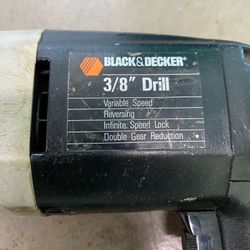 BLACK&DECKER®
3/8" Drill
Variable Speed
Reversing
Infinite Speed Lock
Double Gear Reduction